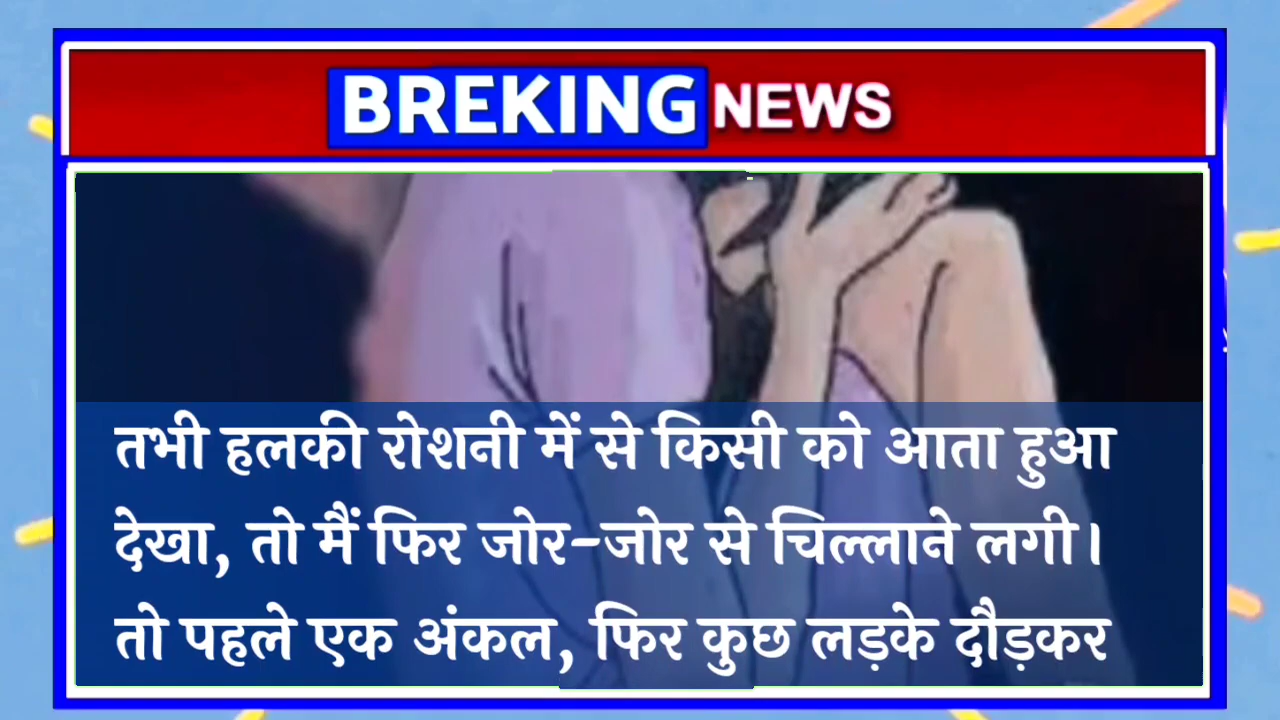 BREKING NEWS
तभी हलकी रोशनी में से किसी को आता हुआ
देखा, तो मैं फिर जोर-जोर से चिल्लाने लगी।
तो पहले एक अंकल, फिर कुछ लड़के दौड़कर